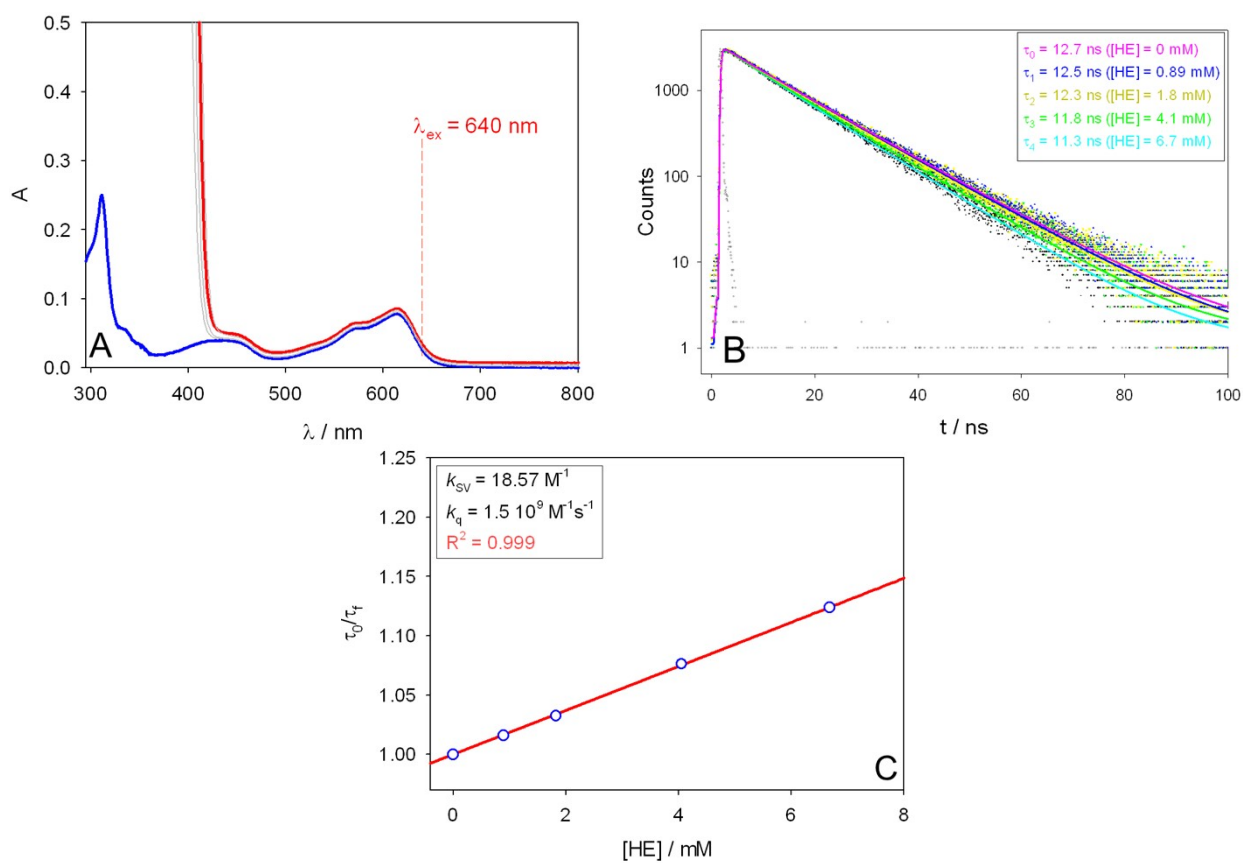 0.5
0.4
0.3
0.2
0.1
0.0
A
300
400
500
600
700
800
λ / nm
λex = 640 nm
A
1000
100
10
1
Counts
0
20
40
60
80
100
t / ns
τ0 = 12.7 ns ([HE] = 0 mM)
τ1 = 12.5 ns ([HE] = 0.89 mM)
τ2 = 12.3 ns ([HE] = 1.8 mM)
τ3 = 11.8 ns ([HE] = 4.1 mM)
τ4 = 11.3 ns ([HE] = 6.7 mM)
B
1.25
1.20
1.15
1.10
1.05
1.00
τ0/τf
kSV = 18.57 M⁻¹
kq = 1.5 10⁹ M⁻¹s⁻¹
R² = 0.999
C
0
2
4
6
8
[HE] / mM